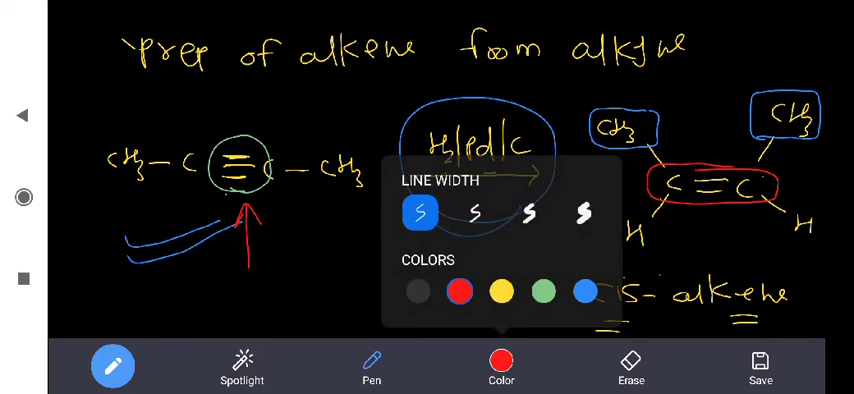 Prep of alkene from alkyne
CH3 CH3
H2/Pd/C
CH3 - C ≡ C - CH3
C = C
H H
LINE WIDTH
COLORS
cis-alkene
Spotlight Pen Color Erase Save